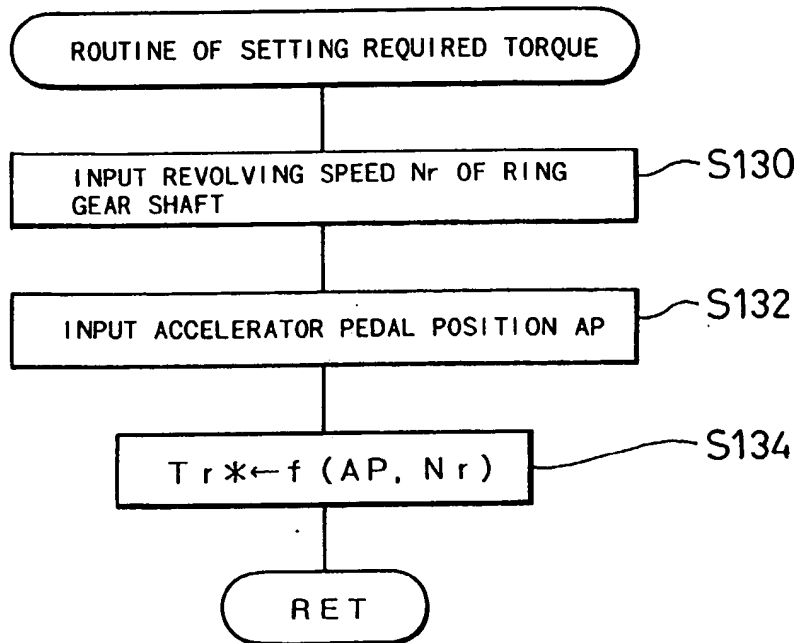 ROUTINE OF SETTING REQUIRED TORQUE
INPUT REVOLVING SPEED Nr OF RING
GEAR SHAFT
S130
INPUT ACCELERATOR PEDAL POSITION AP
S132
Tr*←f(AP, Nr)
S134
RET